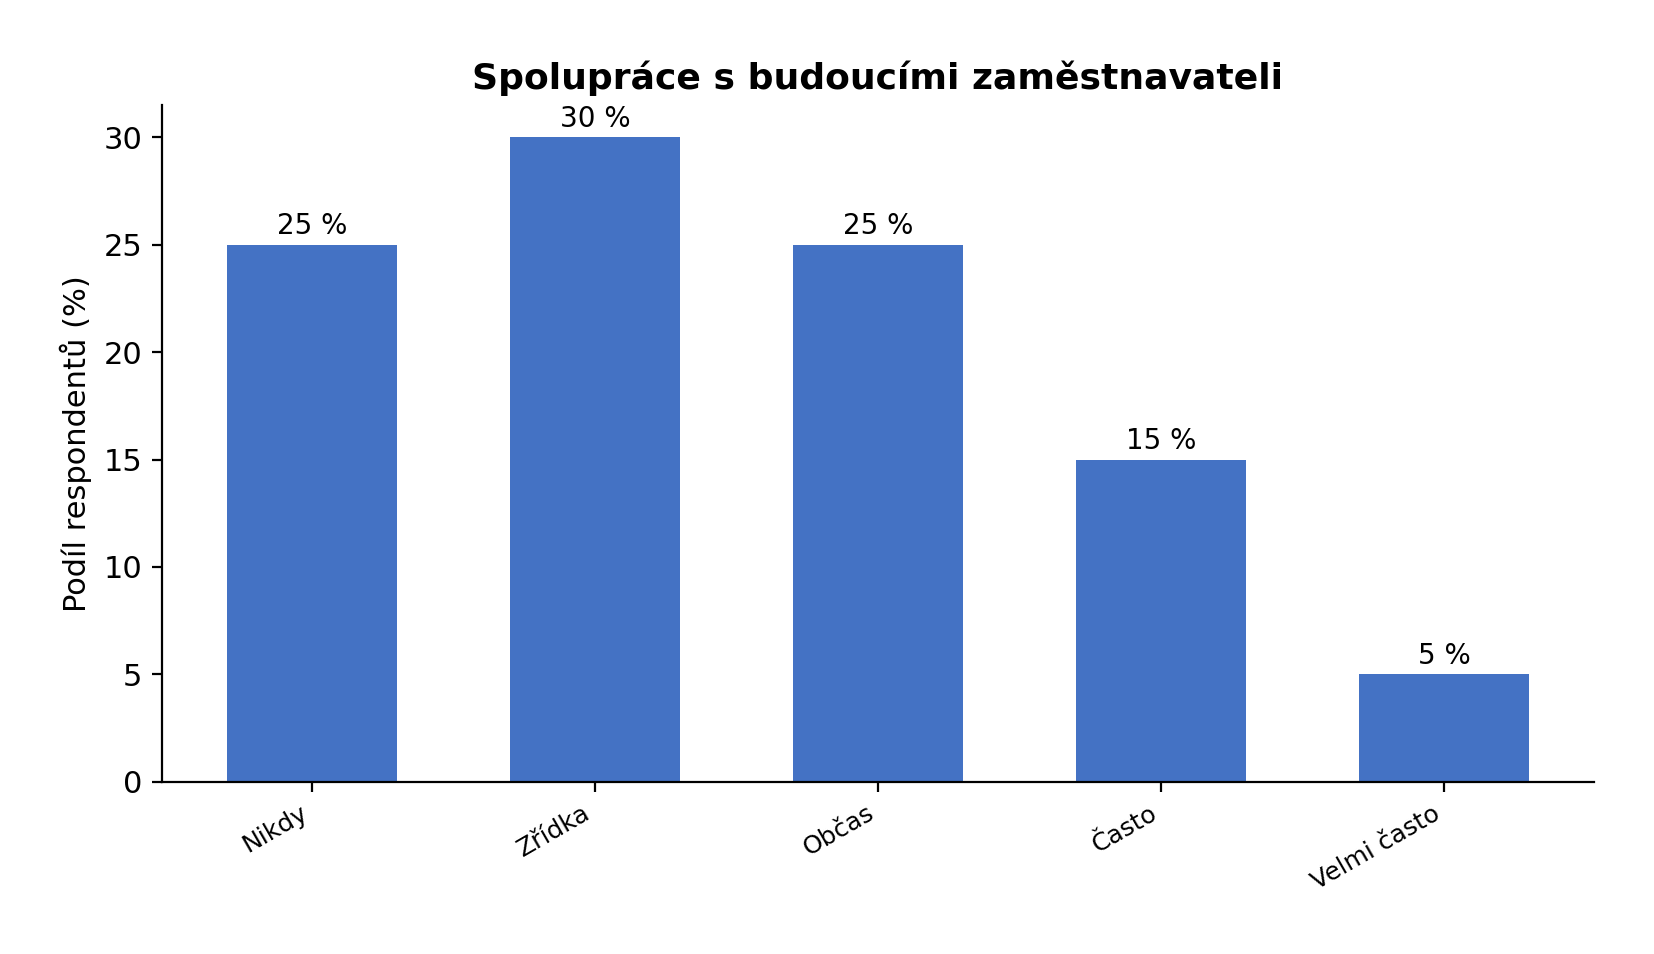 Spolupráce s budoucími zaměstnavateli
Podíl respondentů (%)
30
25
20
15
10
5
0
25 %
30 %
25 %
15 %
5 %
Nikdy
Zřídka
Občas
Často
Velmi často